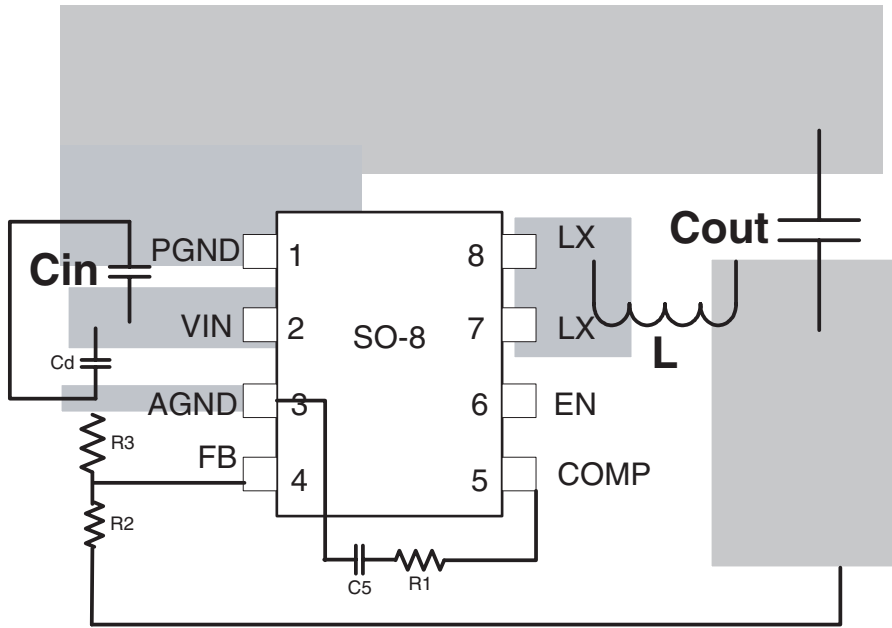 Cout
LX
PGND
1
8
Cin
VIN
2
SO-8
7
LX
L
Cd
AGND
3
6
EN
R3
FB
4
5
COMP
R2
C5
R1